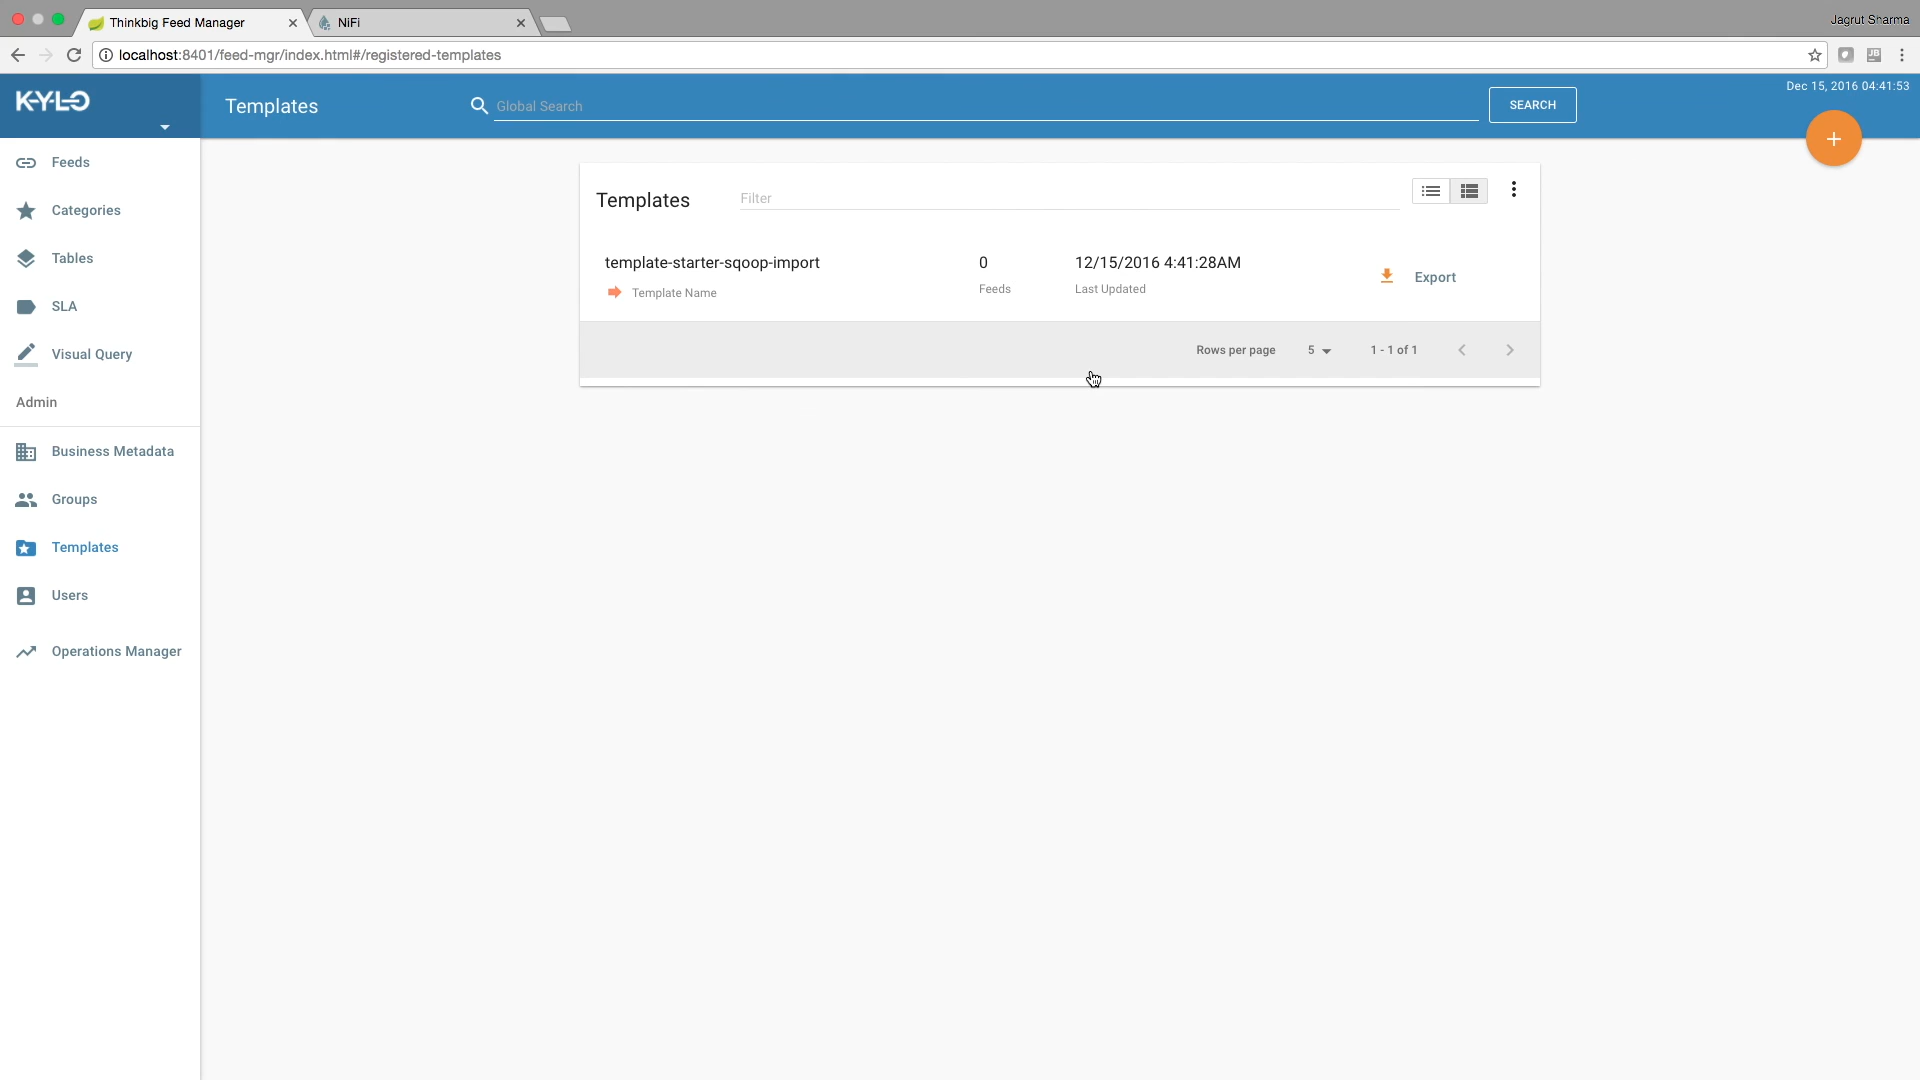 Thinkbig Feed Manager
NiFi
Jagrut Sharma
localhost:8401/feed-mgr/index.html#/registered-templates
KYLO
Templates
Global Search
SEARCH
Dec 15, 2016 04:41:53
+
Feeds
Categories
Tables
SLA
Visual Query
Admin
Business Metadata
Groups
Templates
Users
Operations Manager
Templates
Filter
template-starter-sqoop-import
Template Name
0
Feeds
12/15/2016 4:41:28AM
Last Updated
Export
Rows per page 5 1 - 1 of 1